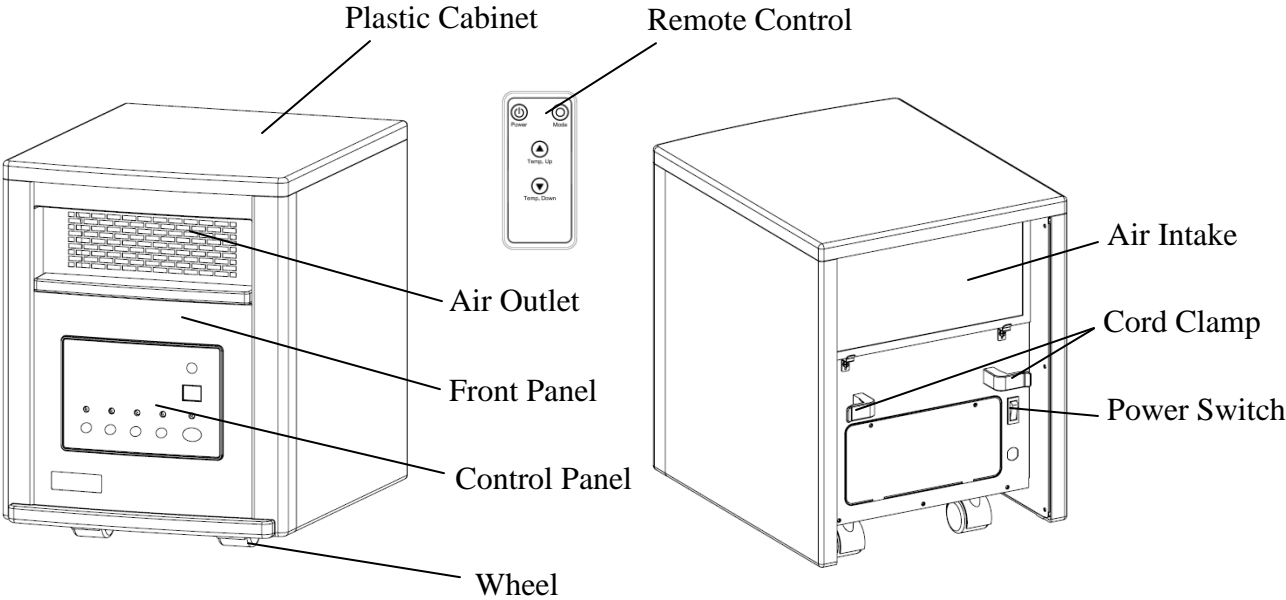 Plastic Cabinet
Remote Control
Power
Mode
Temp. Up
Temp. Down
Air Intake
Air Outlet
Cord Clamp
Front Panel
Power Switch
Control Panel
Wheel